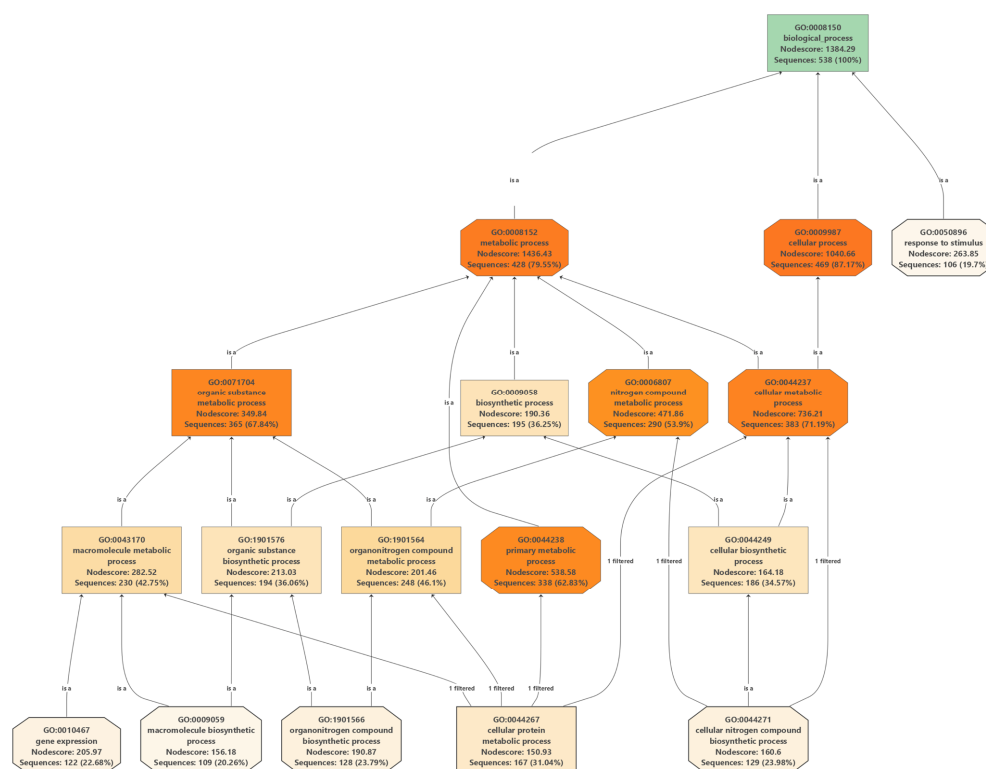 GO:0008150
biological_process
Nodescore: 1384.29
Sequences: 538 (100%)
is a
is a
is a
GO:0008152
metabolic process
Nodescore: 1436.43
Sequences: 428 (79.55%)
GO:0009987
cellular process
Nodescore: 1040.66
Sequences: 469 (87.17%)
GO:0050896
response to stimulus
Nodescore: 263.85
Sequences: 106 (19.7%)
is a
is a
is a
is a
is a
is a
GO:0071704
organic substance
metabolic process
Nodescore: 349.84
Sequences: 365 (67.84%)
GO:0009058
biosynthetic process
Nodescore: 190.36
Sequences: 195 (36.25%)
GO:0006807
nitrogen compound
metabolic process
Nodescore: 471.86
Sequences: 290 (53.9%)
GO:0044237
cellular metabolic
process
Nodescore: 736.21
Sequences: 383 (71.19%)
is a
is a
is a
is a
is a
is a
is a
is a
GO:0043170
macromolecule metabolic
process
Nodescore: 282.52
Sequences: 230 (42.75%)
GO:1901576
organic substance
biosynthetic process
Nodescore: 213.03
Sequences: 194 (36.06%)
GO:1901564
organonitrogen compound
metabolic process
Nodescore: 201.46
Sequences: 248 (46.1%)
GO:0044238
primary metabolic
process
Nodescore: 538.58
Sequences: 338 (62.83%)
1 filtered
1 filtered
GO:0044249
cellular biosynthetic
process
Nodescore: 164.18
Sequences: 186 (34.57%)
1 filtered
is a
is a
is a
is a
is a
1 filtered
1 filtered
1 filtered
is a
GO:0010467
gene expression
Nodescore: 205.97
Sequences: 122 (22.68%)
GO:0009059
macromolecule biosynthetic
process
Nodescore: 156.18
Sequences: 109 (20.26%)
GO:1901566
organonitrogen compound
biosynthetic process
Nodescore: 190.87
Sequences: 128 (23.79%)
GO:0044267
cellular protein
metabolic process
Nodescore: 150.93
Sequences: 167 (31.04%)
GO:0044271
cellular nitrogen compound
biosynthetic process
Nodescore: 160.6
Sequences: 129 (23.98%)